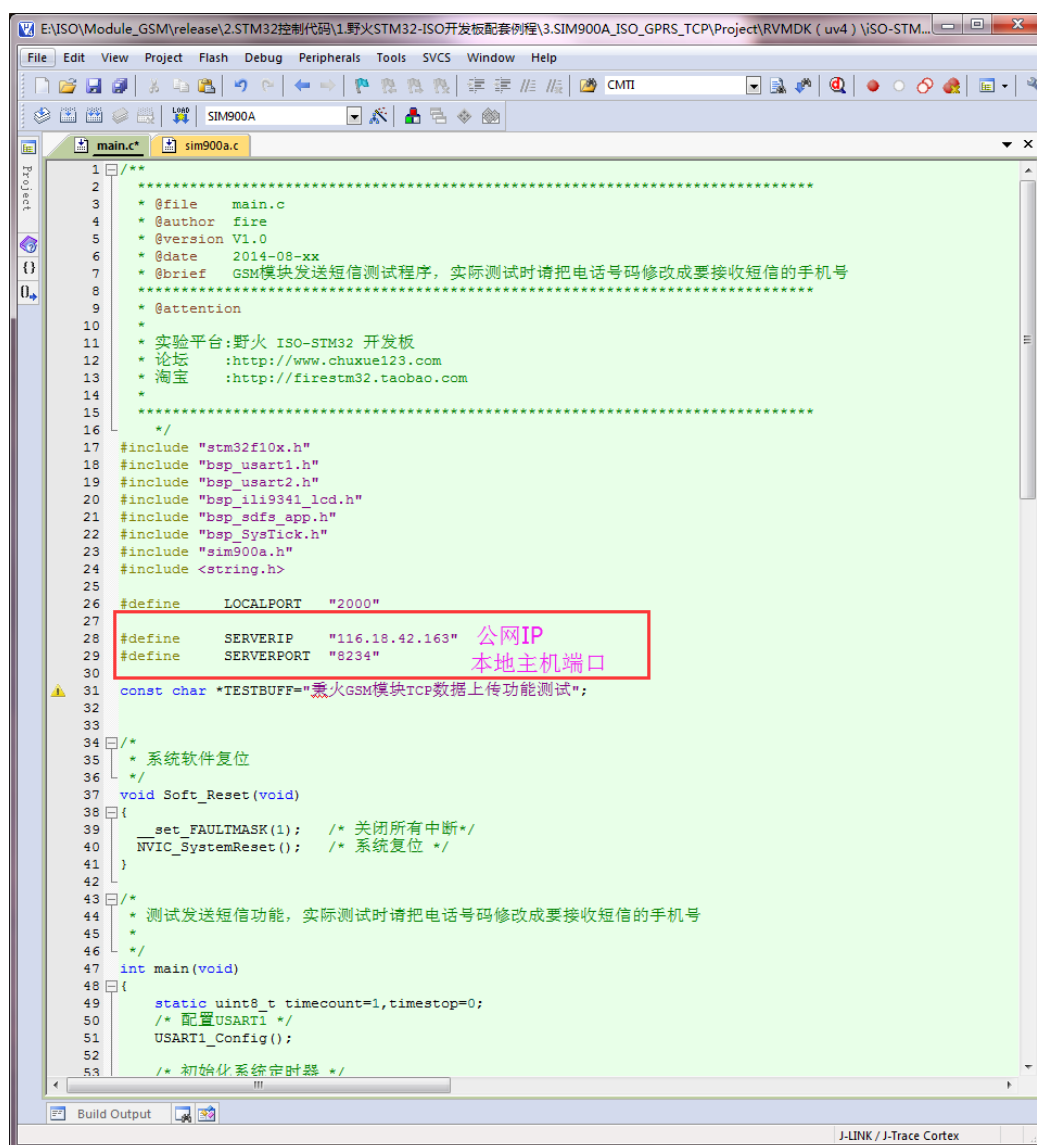 E:\ISO\Module_GSM\release\2.STM32控制代码\1.野火STM32-ISO开发板配套例程\3.SIM900A_ISO_GPRS_TCP\Project\RVMDK（uv4）\iSO-STM...
File Edit View Project Flash Debug Peripherals Tools SVCS Window Help
CMTI
LOAD SIM900A
main.c* sim900a.c
Project
1 /**
2 ******************************************************************************
3 * @file    main.c
4 * @author  fire
5 * @version V1.0
6 * @date    2014-08-xx
7 * @brief   GSM模块发送短信测试程序，实际测试时请把电话号码修改成要接收短信的手机号
8 ******************************************************************************
9 * @attention
10 *
11 * 实验平台:野火 ISO-STM32 开发板
12 * 论坛    :http://www.chuxue123.com
13 * 淘宝    :http://firestm32.taobao.com
14 *
15 ******************************************************************************
16 */
17 #include "stm32f10x.h"
18 #include "bsp_usart1.h"
19 #include "bsp_usart2.h"
20 #include "bsp_ili9341_lcd.h"
21 #include "bsp_sdfs_app.h"
22 #include "bsp_SysTick.h"
23 #include "sim900a.h"
24 #include <string.h>
25
26 #define     LOCALPORT   "2000"
27
28 #define     SERVERIP    "116.18.42.163" 公网IP
29 #define     SERVERPORT  "8234" 本地主机端口
30
31 const char *TESTBUFF="秉火GSM模块TCP数据上传功能测试";
32
33
34 /*
35 * 系统软件复位
36 */
37 void Soft_Reset(void)
38 {
39   __set_FAULTMASK(1);   /* 关闭所有中断*/
40   NVIC_SystemReset();   /* 系统复位 */
41 }
42
43 /*
44 * 测试发送短信功能，实际测试时请把电话号码修改成要接收短信的手机号
45 *
46 */
47 int main(void)
48 {
49     static uint8_t timecount=1,timestop=0;
50     /* 配置USART1 */
51     USART1_Config();
52
53     /* 初始化系统定时器 */
Build Output
J-LINK / J-Trace Cortex